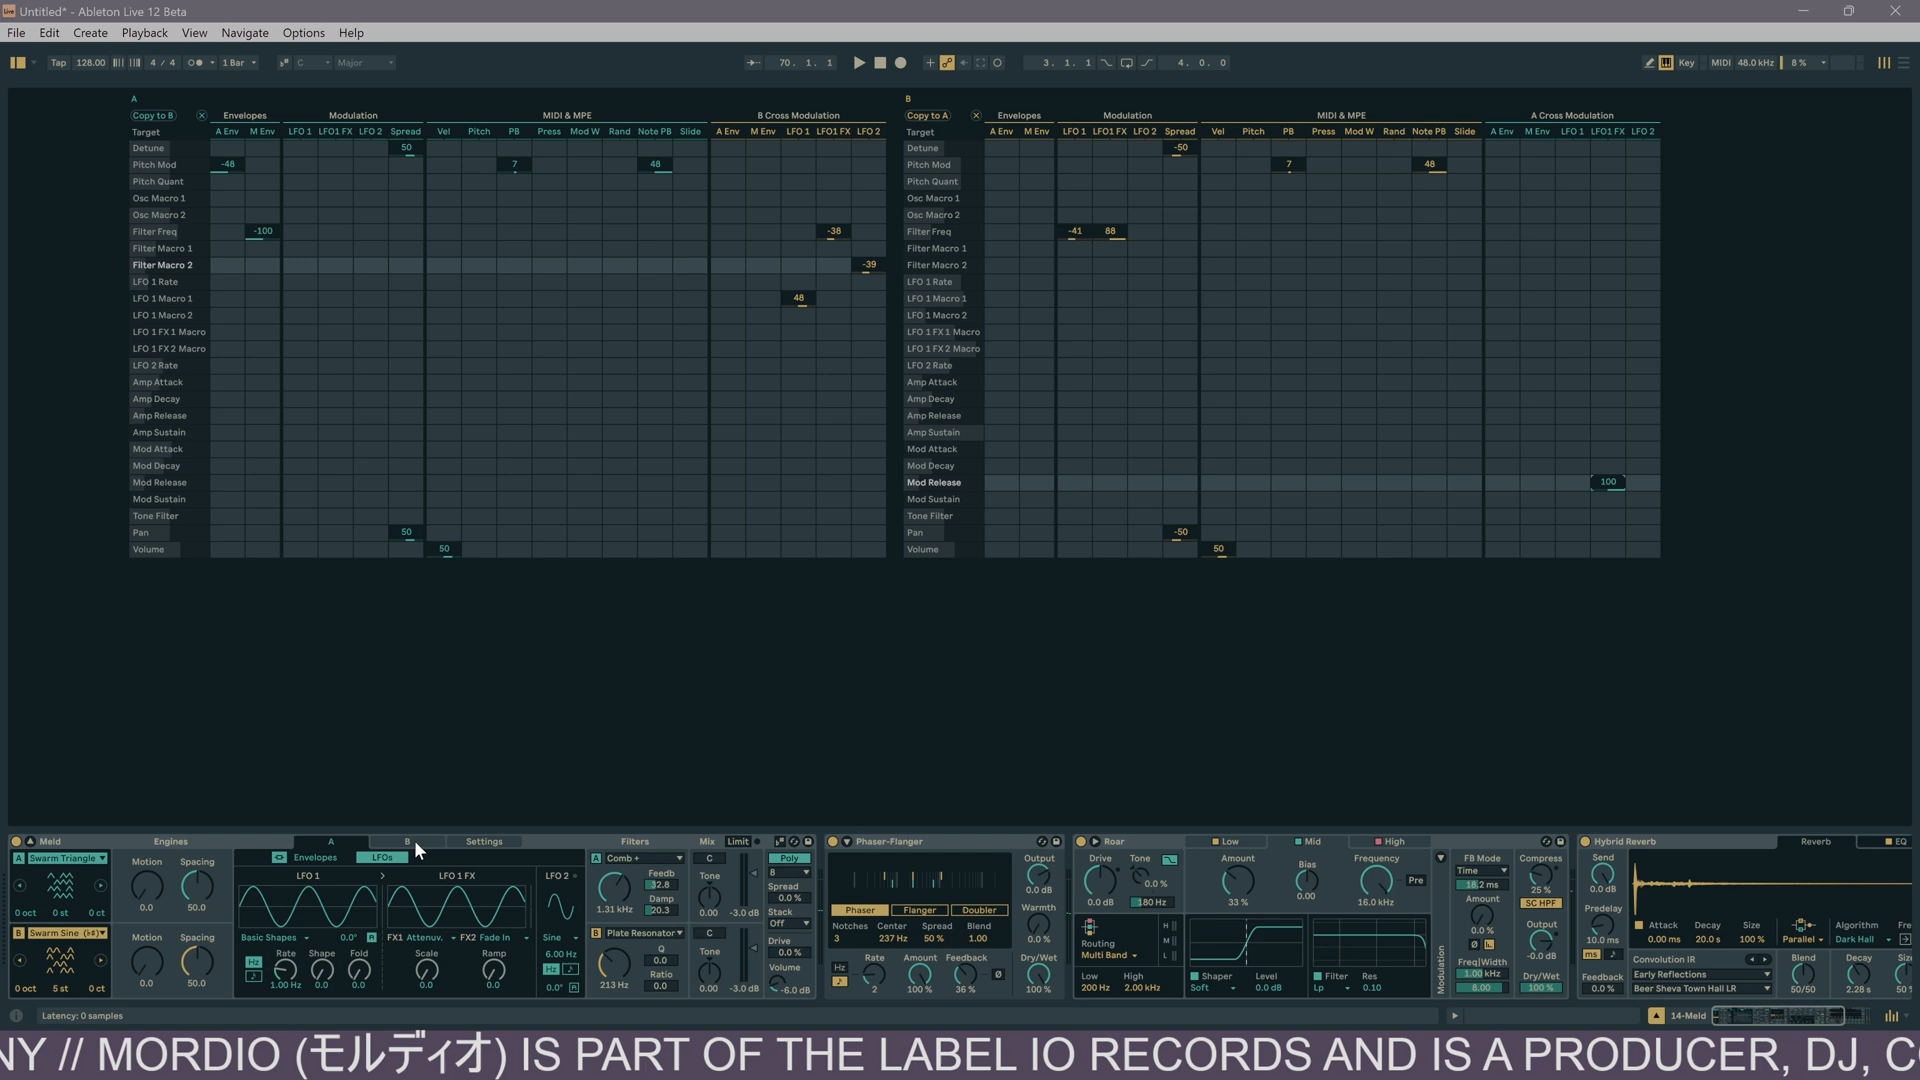 Untitled* - Ableton Live 12 Beta
File Edit Create Playback View Navigate Options Help
Tap 128.00 4 / 4 1 Bar C Major 70. 1. 1 3. 1. 1 4. 0. 0 Key MIDI 48.0 kHz 8 %
A B
Copy to B Envelopes Modulation MIDI & MPE B Cross Modulation Copy to A Envelopes Modulation MIDI & MPE A Cross Modulation
Target A Env M Env LFO 1 LFO1 FX LFO 2 Spread Vel Pitch PB Press Mod W Rand Note PB Slide A Env M Env LFO 1 LFO1 FX LFO 2 Target A Env M Env LFO 1 LFO1 FX LFO 2 Spread Vel Pitch PB Press Mod W Rand Note PB Slide A Env M Env LFO 1 LFO1 FX LFO 2
Detune 50 Detune -50
Pitch Mod -48 7 48 Pitch Mod 7 48
Pitch Quant Pitch Quant
Osc Macro 1 Osc Macro 1
Osc Macro 2 Osc Macro 2
Filter Freq -100 -38 Filter Freq -41 88
Filter Macro 1 Filter Macro 1
Filter Macro 2 -39 Filter Macro 2
LFO 1 Rate LFO 1 Rate
LFO 1 Macro 1 48 LFO 1 Macro 1
LFO 1 Macro 2 LFO 1 Macro 2
LFO 1 FX 1 Macro LFO 1 FX 1 Macro
LFO 1 FX 2 Macro LFO 1 FX 2 Macro
LFO 2 Rate LFO 2 Rate
Amp Attack Amp Attack
Amp Decay Amp Decay
Amp Release Amp Release
Amp Sustain Amp Sustain
Mod Attack Mod Attack
Mod Decay Mod Decay
Mod Release Mod Release 100
Mod Sustain Mod Sustain
Tone Filter Tone Filter
Pan 50 Pan -50
Volume 50 Volume 50
Meld Engines A B Settings Filters Mix Limit Phaser-Flanger Roar Low Mid High Hybrid Reverb Reverb EQ
A Swarm Triangle Motion Spacing Envelopes LFOs A Comb + C Poly Output Drive Tone Amount Bias Frequency FB Mode Compress Send
LFO 1 > LFO 1 FX LFO 2 Feedb Tone 8 Pre Time
32.8 Spread 0.0 dB 0.0 % 18.2 ms 25 % 0.0 dB
1.31 kHz Damp 0.0 % 0.0 dB 180 Hz 33 % 0.00 16.0 kHz Amount SC HPF
0 oct 0 st 0 ct 0.0 50.0 20.3 0.00 -3.0 dB Stack Phaser Flanger Doubler Warmth Predelay
B Swarm Sine Motion Spacing Basic Shapes 0.0° R FX1 Attenuv. FX2 Fade In Sine B Plate Resonator C Off Notches Center Spread Blend 0.0 % Routing H M L 0.0 % Output 10.0 ms Attack Decay Size Algorithm
Hz Rate Shape Fold Scale Ramp 6.00 Hz Q 0.0 Tone Drive 0.0 % 3 237 Hz 50 % 1.00 Dry/Wet Multi Band Freq|Width -0.0 dB ms 0.00 ms 20.0 s 100 % Parallel Dark Hall
Hz Ratio Volume Hz Rate Amount Feedback Ø Low High Shaper Level Filter Res 1.00 kHz Dry/Wet Feedback Convolution IR Blend Decay
0 oct 5 st 0 ct 0.0 50.0 1.00 Hz 0.0 0.0 0.0 0.0 0.0° R 213 Hz 0.0 0.00 -3.0 dB -6.0 dB 2 100 % 36 % 100 % 200 Hz 2.00 kHz Soft 0.0 dB Lp 0.10 8.00 100 % 0.0 % Early Reflections Beer Sheva Town Hall LR 50/50 2.28 s
Modulation
Latency: 0 samples 14-Meld
NY // MORDIO (モルディオ) IS PART OF THE LABEL IO RECORDS AND IS A PRODUCER, DJ,